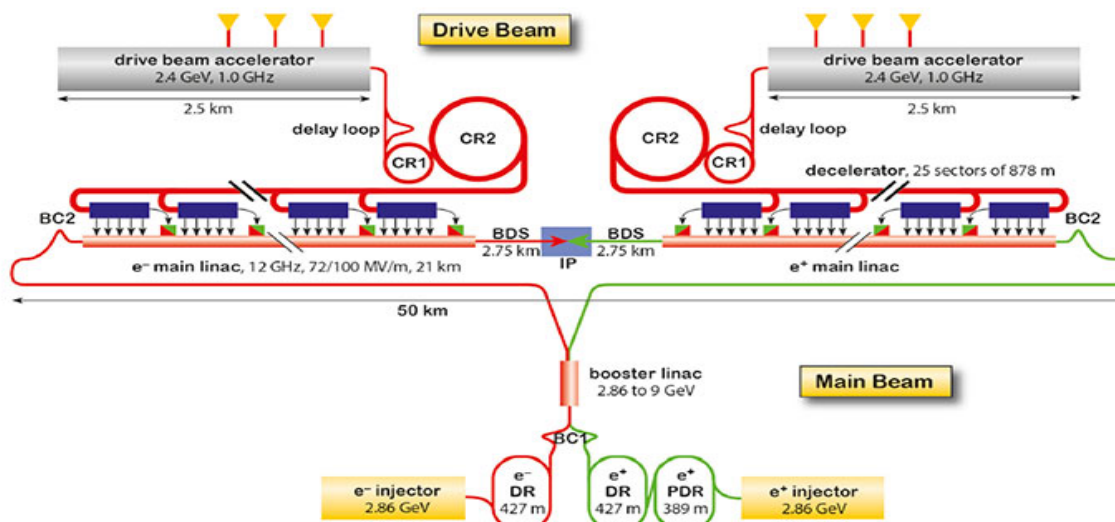 Drive Beam
drive beam accelerator
2.4 GeV, 1.0 GHz
2.5 km
delay loop
CR1
CR2
drive beam accelerator
2.4 GeV, 1.0 GHz
2.5 km
delay loop
CR2
CR1
decelerator, 25 sectors of 878 m
BC2
BC2
BDS
2.75 km
BDS
2.75 km
IP
e⁻ main linac, 12 GHz, 72/100 MV/m, 21 km
e⁺ main linac
50 km
booster linac
2.86 to 9 GeV
Main Beam
BC1
e⁻ injector
2.86 GeV
e⁻
DR
427 m
e⁺
DR
427 m
e⁺
PDR
389 m
e⁺ injector
2.86 GeV